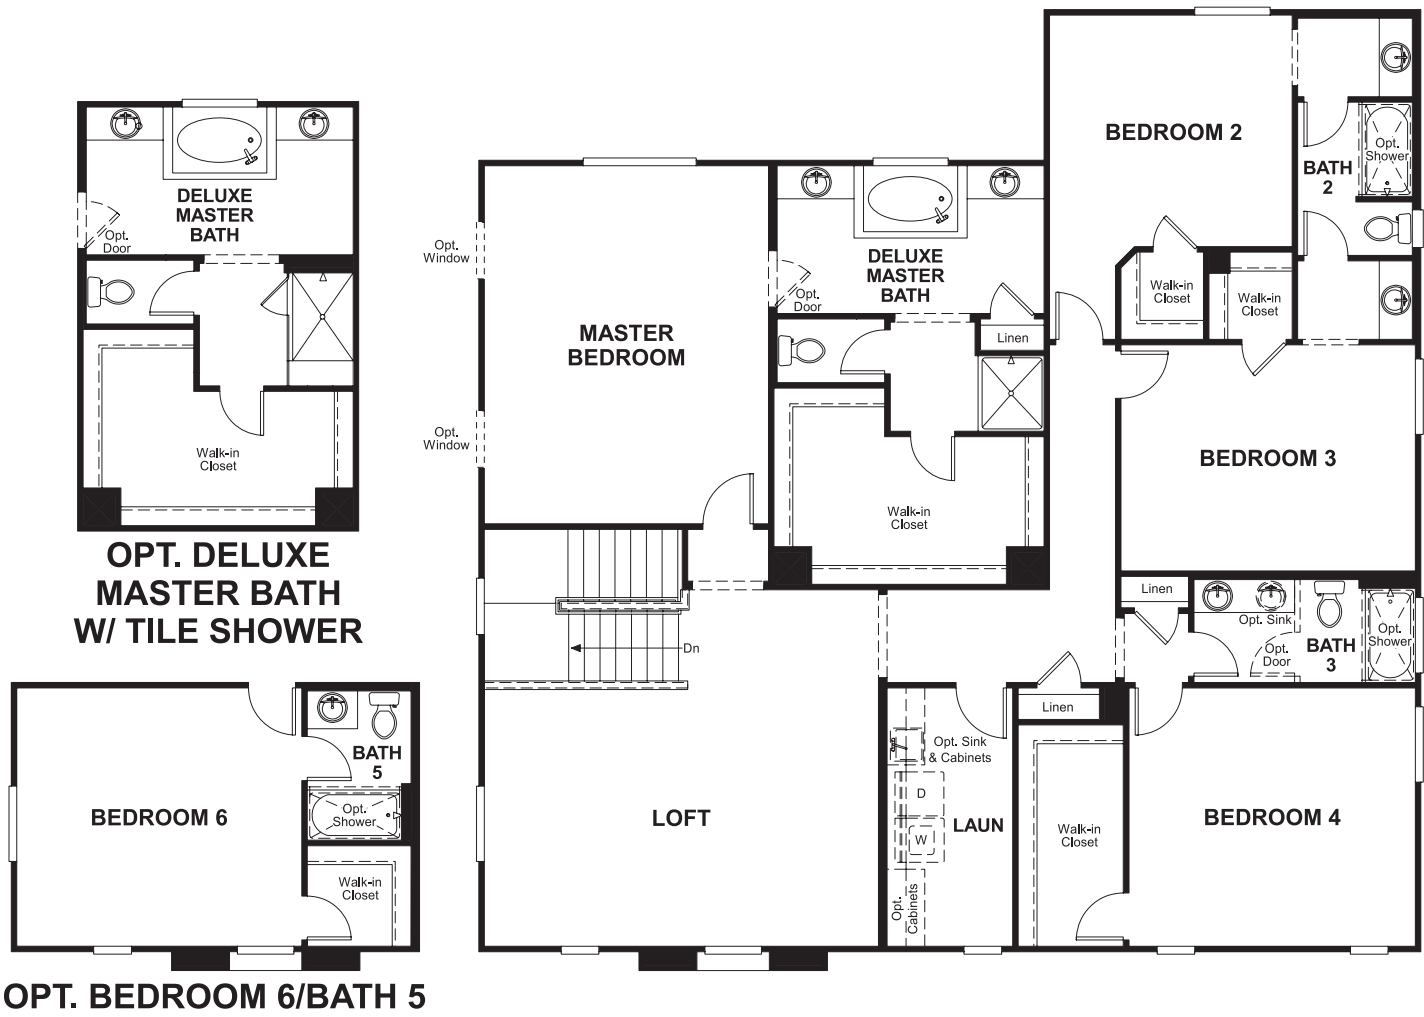 DELUXE
MASTER
BATH
Opt.
Door
Walk-in
Closet
OPT. DELUXE
MASTER BATH
W/ TILE SHOWER
BEDROOM 6
BATH
5
Opt.
Shower
Walk-in
Closet
OPT. BEDROOM 6/BATH 5
Opt.
Window
Opt.
Window
MASTER
BEDROOM
DELUXE
MASTER
BATH
Opt.
Door
Linen
Walk-in
Closet
BEDROOM 2
BATH
2
Opt.
Shower
Walk-in
Closet
Walk-in
Closet
BEDROOM 3
Linen
Opt. Sink
Opt.
Door
BATH
3
Opt.
Shower
Dn
LOFT
Opt. Sink
& Cabinets
D
W
LAUN
Opt.
Cabinets
Linen
Walk-in
Closet
BEDROOM 4